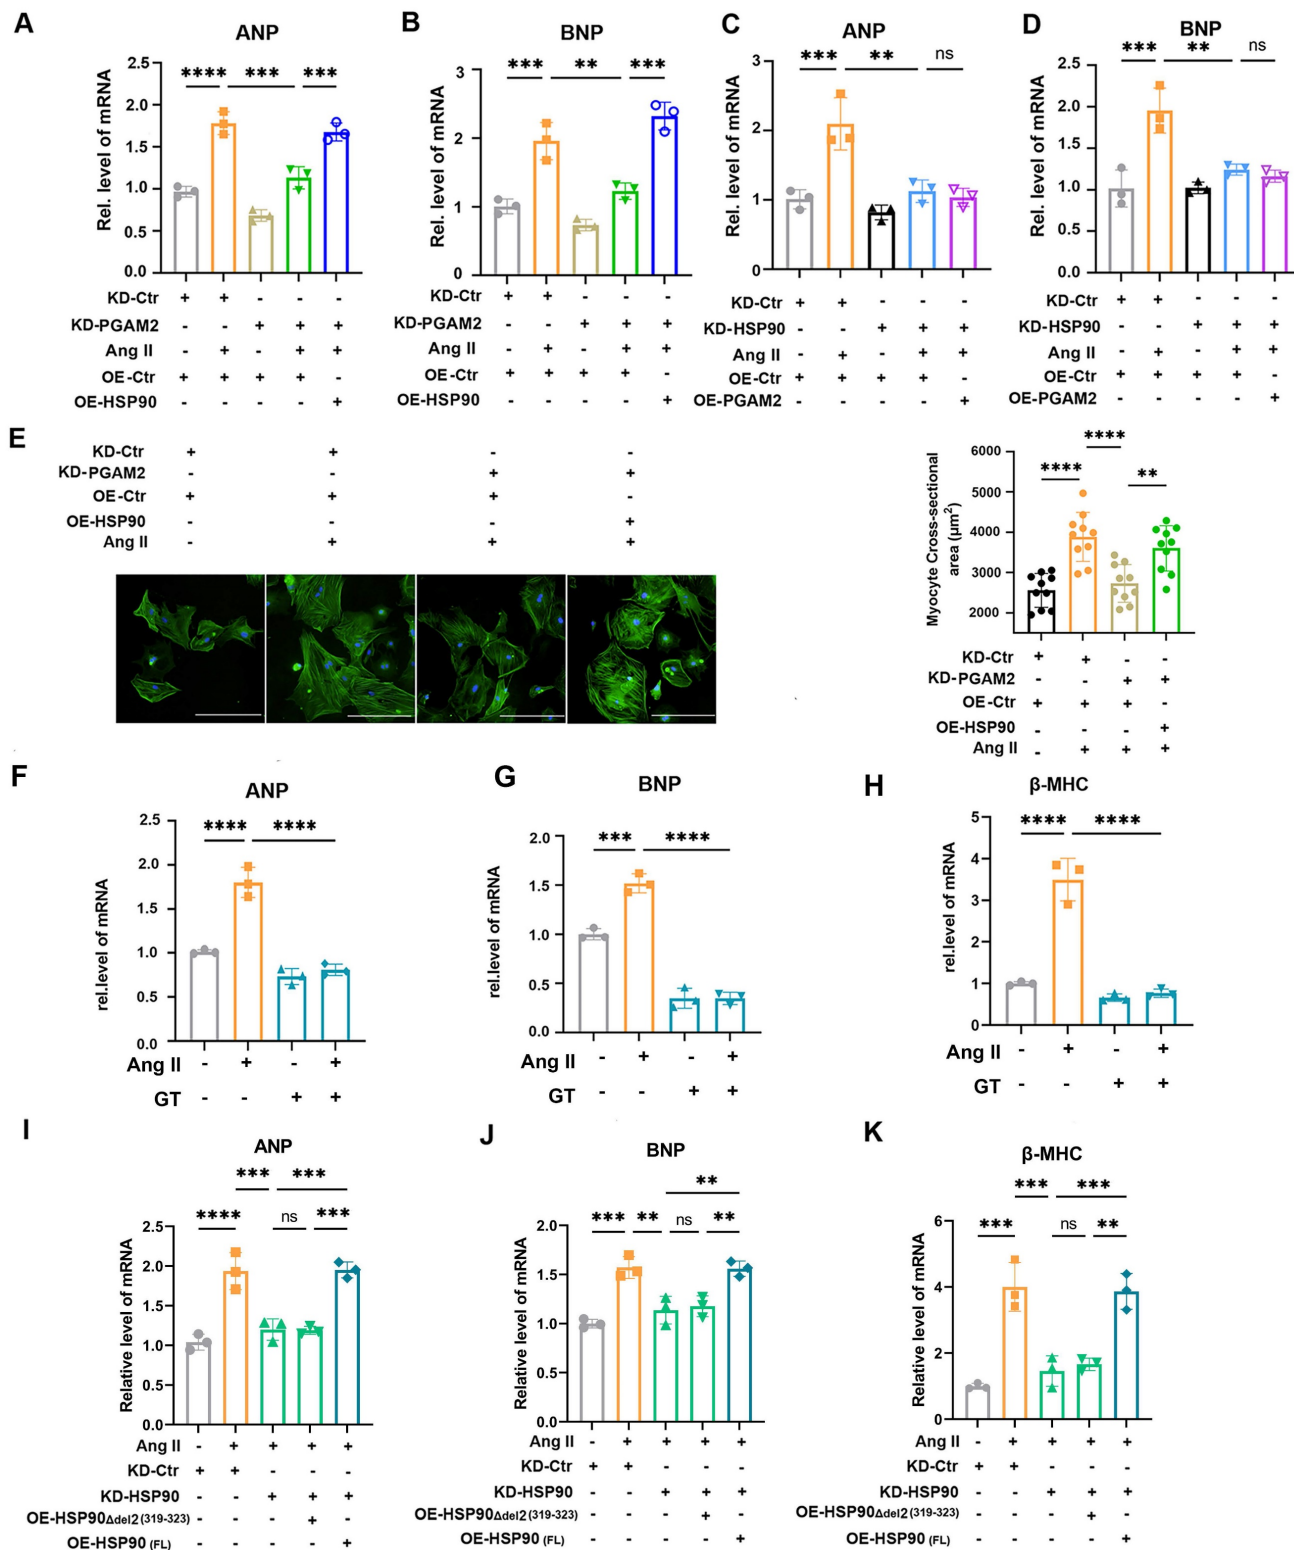 A
ANP
**** *** ***
Rel. level of mRNA
2.5
2.0
1.5
1.0
0.5
0.0
KD-Ctr + + - - -
KD-PGAM2 - - + + +
Ang II - + - + +
OE-Ctr + + + + -
OE-HSP90 - - - - +
B
BNP
*** ** ***
Rel. level of mRNA
3
2
1
0
KD-Ctr + + - - -
KD-PGAM2 - - + + +
Ang II - + - + +
OE-Ctr + + + + -
OE-HSP90 - - - - +
C
ANP
*** ** ns
Rel. level of mRNA
3
2
1
0
KD-Ctr + + - - -
KD-HSP90 - - + + +
Ang II - + - + +
OE-Ctr + + + + -
OE-PGAM2 - - - - +
D
BNP
*** ** ns
Rel. level of mRNA
2.5
2.0
1.5
1.0
0.5
0.0
KD-Ctr + + - - -
KD-HSP90 - - + + +
Ang II - + - + +
OE-Ctr + + + + -
OE-PGAM2 - - - - +
E
KD-Ctr + + - -
KD-PGAM2 - - + +
OE-Ctr + + + -
OE-HSP90 - - - +
Ang II - + + +
****
**** **
Myocyte Cross-sectional
area (μm2)
6000
5000
4000
3000
2000
KD-Ctr + + - -
KD-PGAM2 - - + +
OE-Ctr + + + -
OE-HSP90 - - - +
Ang II - + + +
F
ANP
**** ****
rel.level of mRNA
2.5
2.0
1.5
1.0
0.5
0.0
Ang II - + - +
GT - - + +
G
BNP
*** ****
rel.level of mRNA
2.0
1.5
1.0
0.5
0.0
Ang II - + - +
GT - - + +
H
β-MHC
**** ****
rel.level of mRNA
5
4
3
2
1
0
Ang II - + - +
GT - - + +
I
ANP
*** ***
**** ns ***
Relative level of mRNA
2.5
2.0
1.5
1.0
0.5
0.0
Ang II - + + + +
KD-Ctr + + - - -
KD-HSP90 - - + + +
OE-HSP90Δdel2(319-323) - - - + -
OE-HSP90 (FL) - - - - +
J
BNP
**
*** ** ns **
Relative level of mRNA
2.0
1.5
1.0
0.5
0.0
Ang II - + + + +
KD-Ctr + + - - -
KD-HSP90 - - + + +
OE-HSP90Δdel2(319-323) - - - + -
OE-HSP90 (FL) - - - - +
K
β-MHC
*** ***
*** ns **
Relative level of mRNA
6
4
2
0
Ang II - + + + +
KD-Ctr + + - - -
KD-HSP90 - - + + +
OE-HSP90Δdel2(319-323) - - - + -
OE-HSP90 (FL) - - - - +